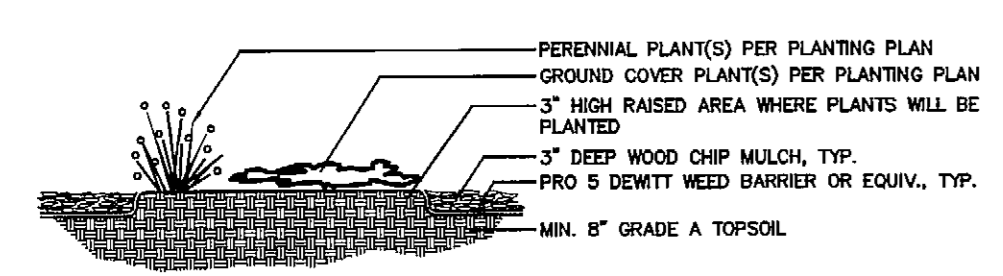 PERENNIAL PLANT(S) PER PLANTING PLAN
GROUND COVER PLANT(S) PER PLANTING PLAN
3" HIGH RAISED AREA WHERE PLANTS WILL BE
PLANTED
3" DEEP WOOD CHIP MULCH, TYP.
PRO 5 DEWITT WEED BARRIER OR EQUIV., TYP.
MIN. 8" GRADE A TOPSOIL